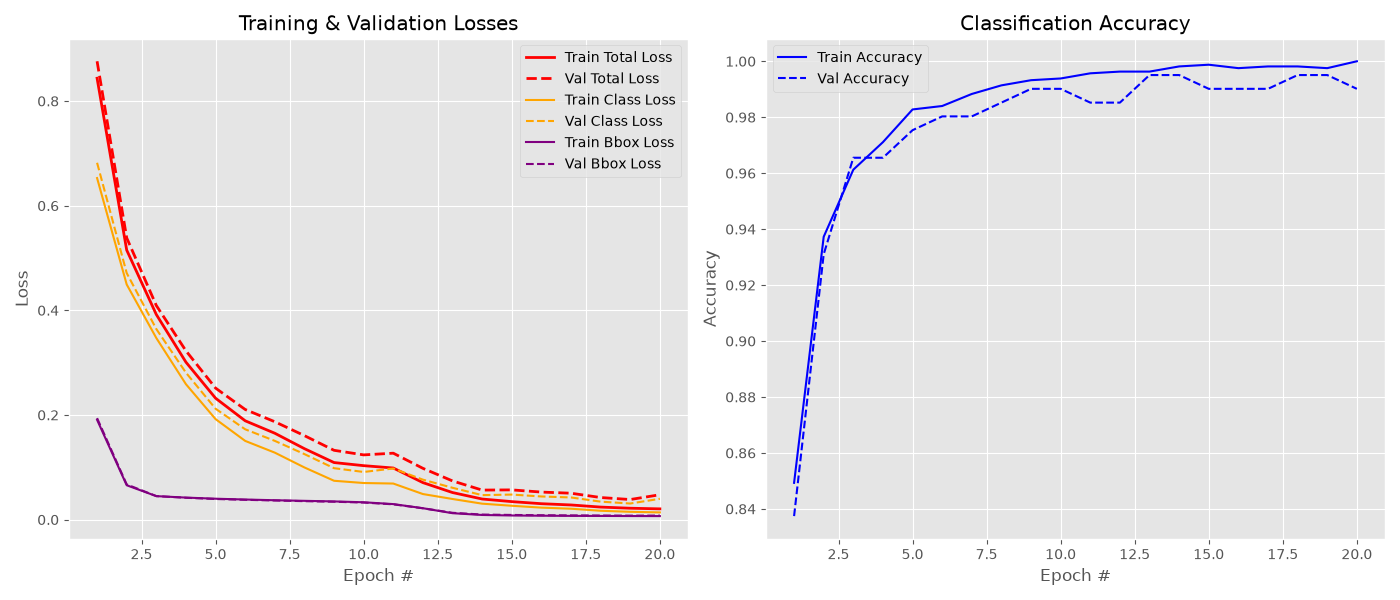 Training & Validation Losses
Train Total Loss
Val Total Loss
Train Class Loss
Val Class Loss
Train Bbox Loss
Val Bbox Loss
0.8
0.6
0.4
0.2
0.0
Loss
2.5 5.0 7.5 10.0 12.5 15.0 17.5 20.0
Epoch #
Classification Accuracy
Train Accuracy
Val Accuracy
1.00
0.98
0.96
0.94
0.92
0.90
0.88
0.86
0.84
Accuracy
2.5 5.0 7.5 10.0 12.5 15.0 17.5 20.0
Epoch #